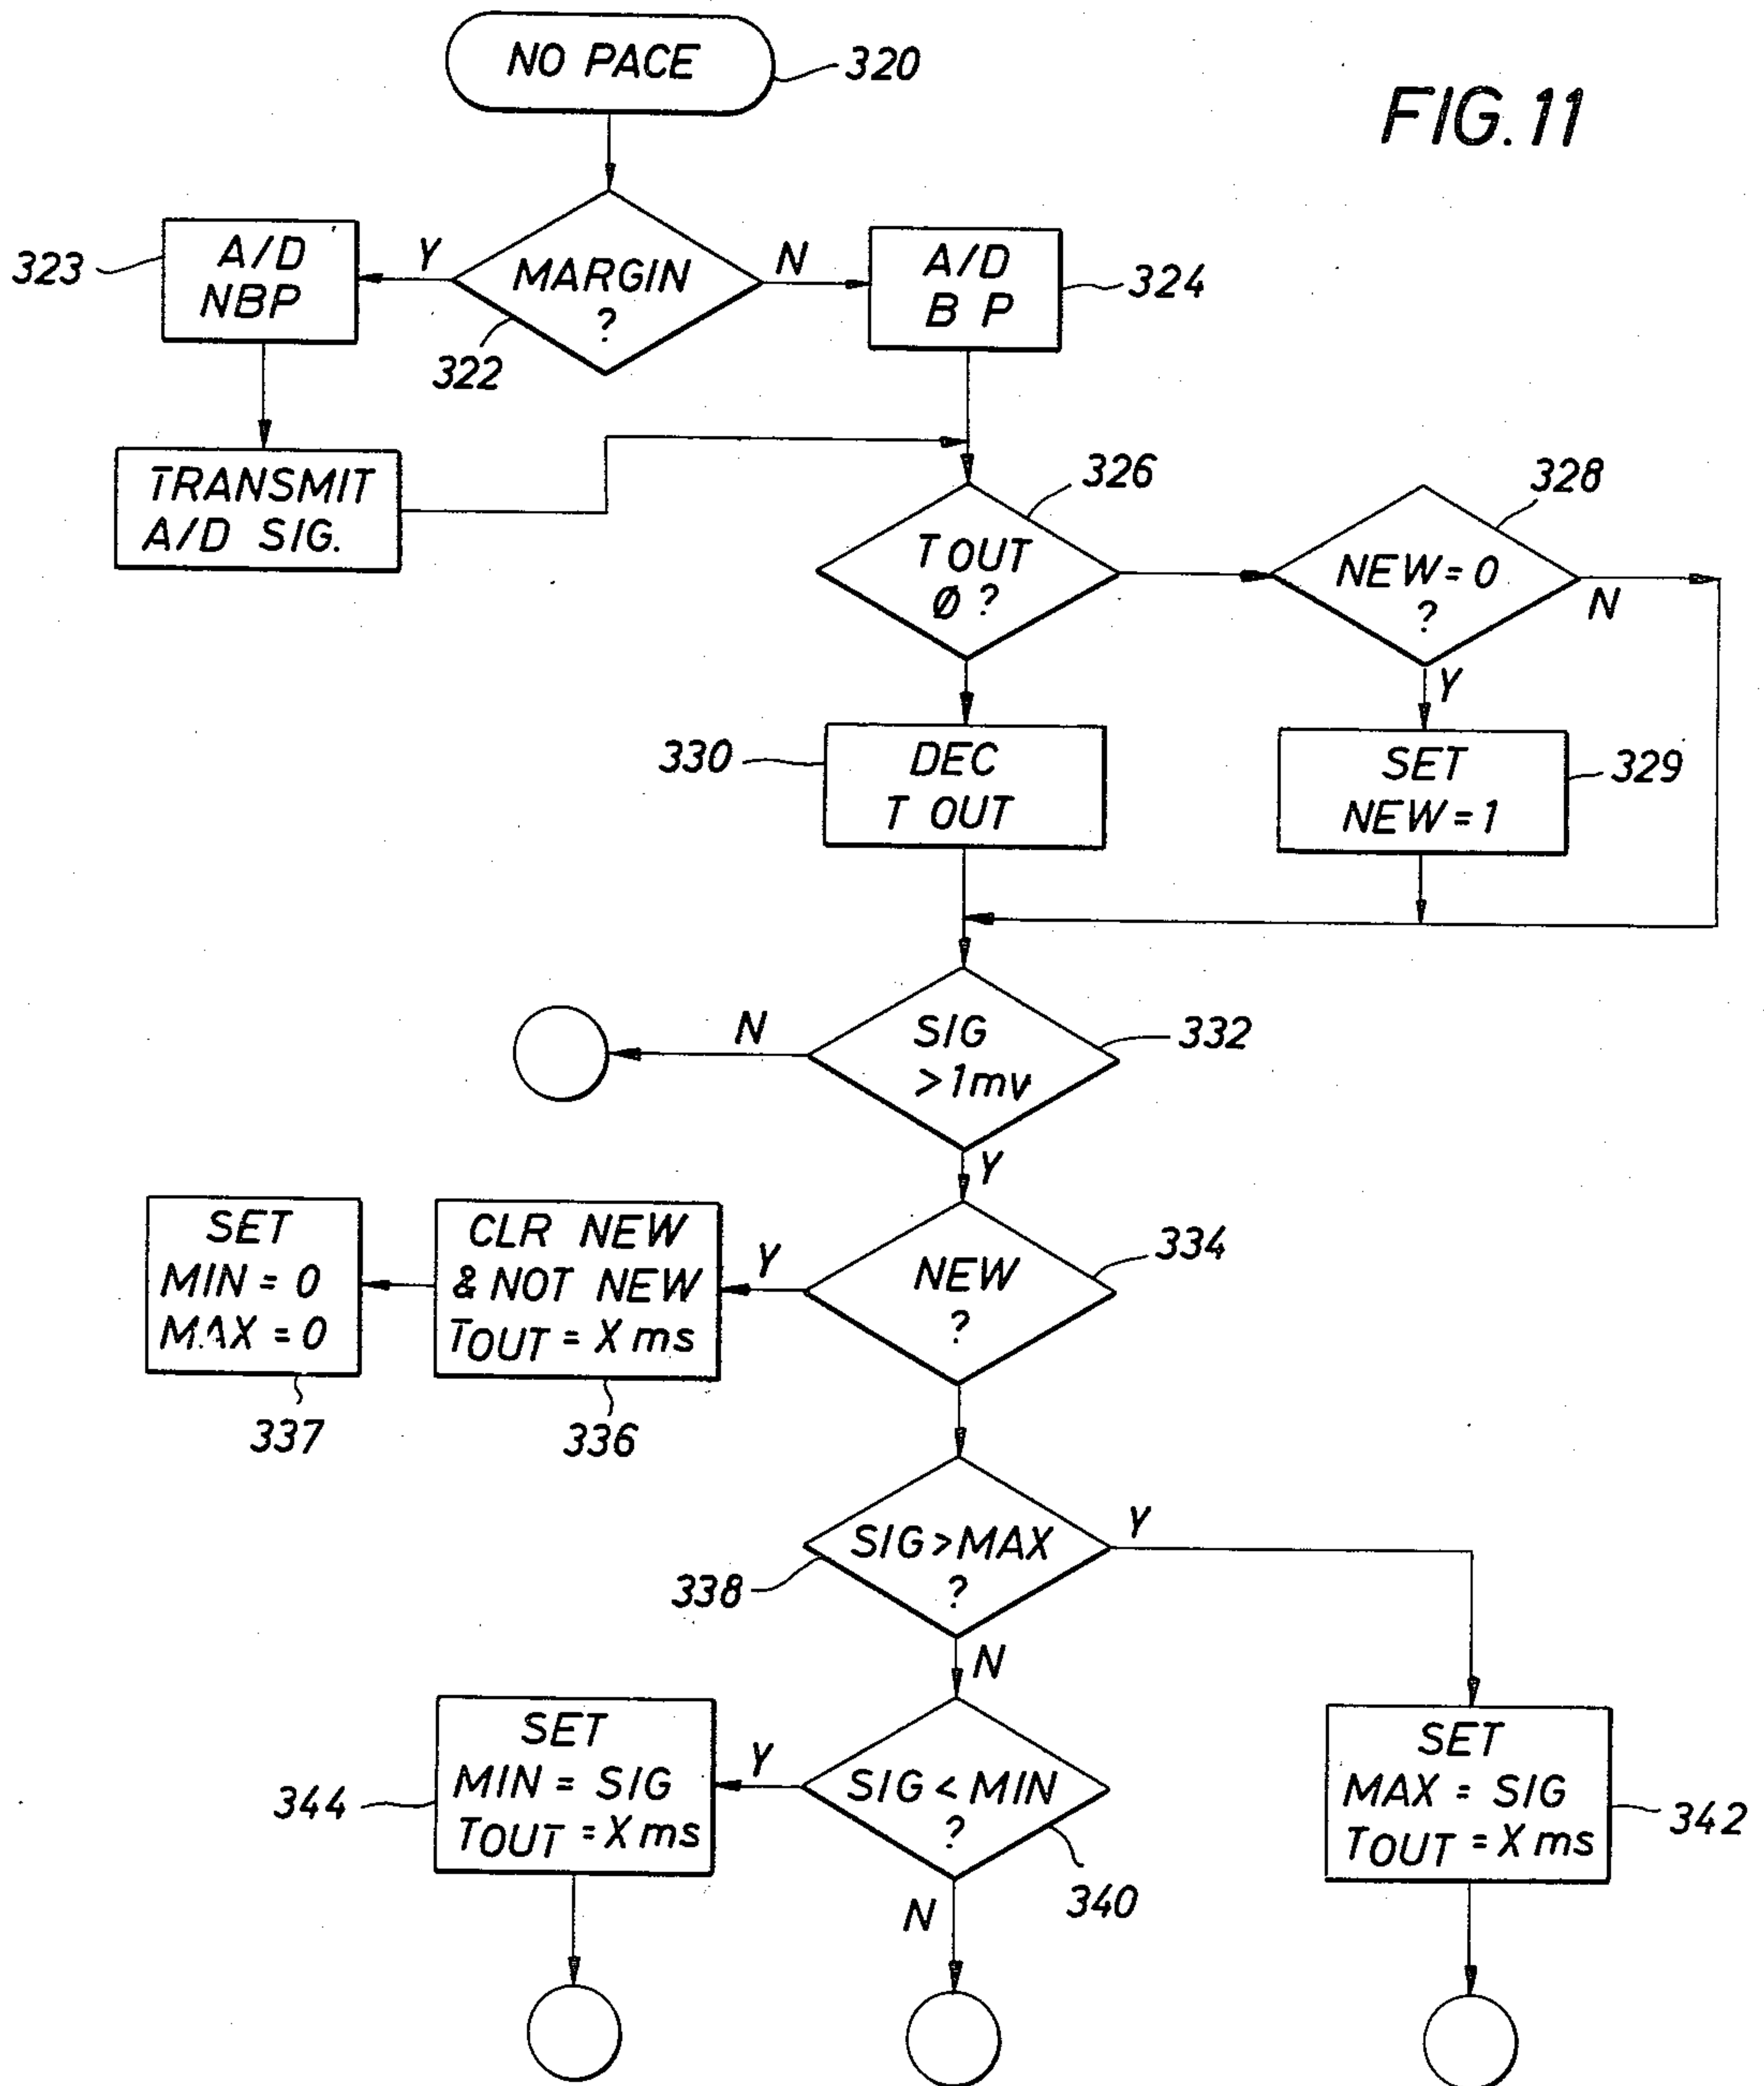 NO PACE
320
FIG. 11
323
A/D
NBP
Y
MARGIN
?
322
N
A/D
B P
324
TRANSMIT
A/D SIG.
326
T OUT
Ø ?
328
NEW = 0
?
N
Y
330
DEC
T OUT
SET
NEW = 1
329
N
SIG
> 1mv
332
Y
SET
MIN = 0
MAX = 0
337
CLR NEW
& NOT NEW
TOUT = X ms
336
Y
NEW
?
334
SIG > MAX
?
338
Y
N
344
SET
MIN = SIG
TOUT = X ms
Y
SIG < MIN
?
340
N
SET
MAX = SIG
TOUT = X ms
342